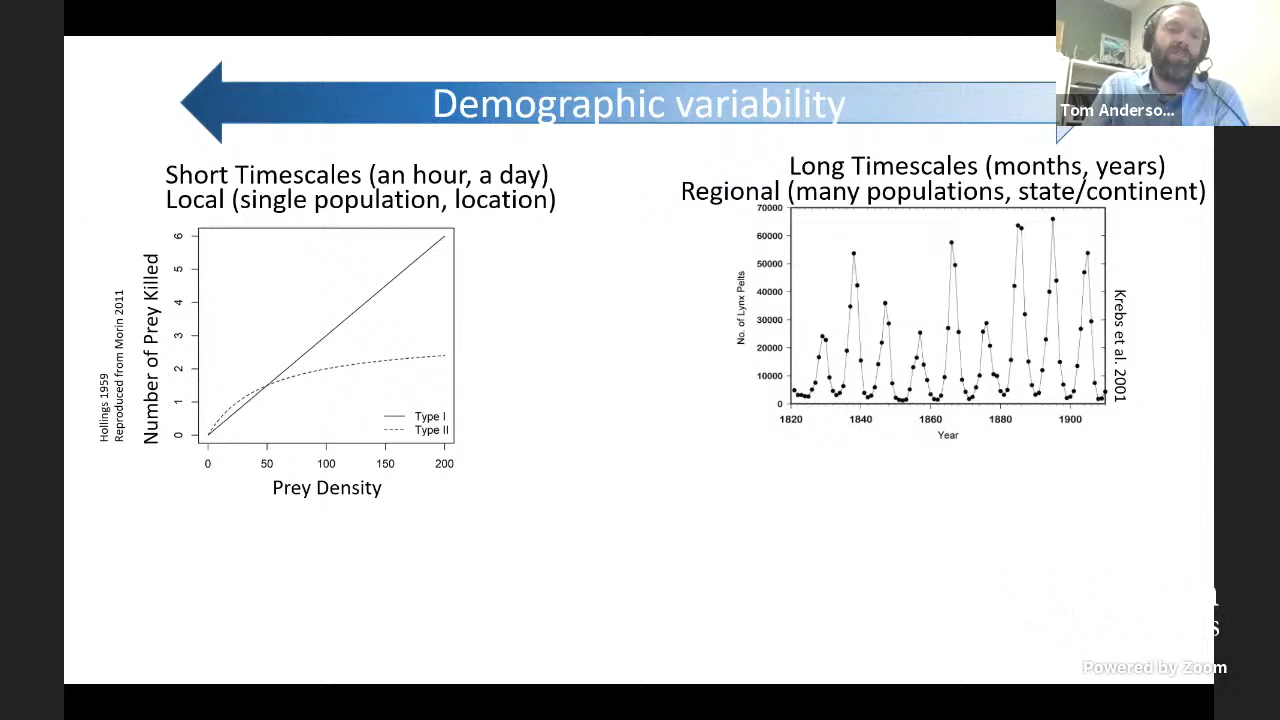 Demographic variability
Tom Anderso...
Short Timescales (an hour, a day)
Local (single population, location)
Long Timescales (months, years)
Regional (many populations, state/continent)
Hollings 1959
Reproduced from Morin 2011
Number of Prey Killed
6
5
4
3
2
1
0
Type I
Type II
0 50 100 150 200
Prey Density
No. of Lynx Pelts
70000
60000
50000
40000
30000
20000
10000
0
1820 1840 1860 1880 1900
Year
Krebs et al. 2001
Powered by Zoom